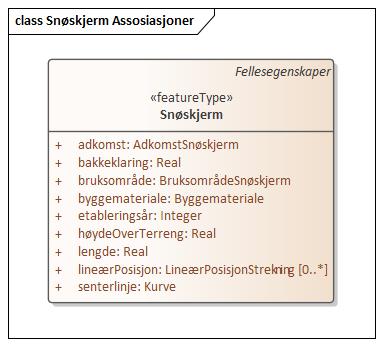 class Snøskjerm Assosiasjoner
Fellesegenskaper
«featureType»
Snøskjerm
+ adkomst: AdkomstSnøskjerm
+ bakkeklaring: Real
+ bruksområde: BruksområdeSnøskjerm
+ byggemateriale: Byggemateriale
+ etableringsår: Integer
+ høydeOverTerreng: Real
+ lengde: Real
+ lineærPosisjon: LineærPosisjonStrekning [0..*]
+ senterlinje: Kurve